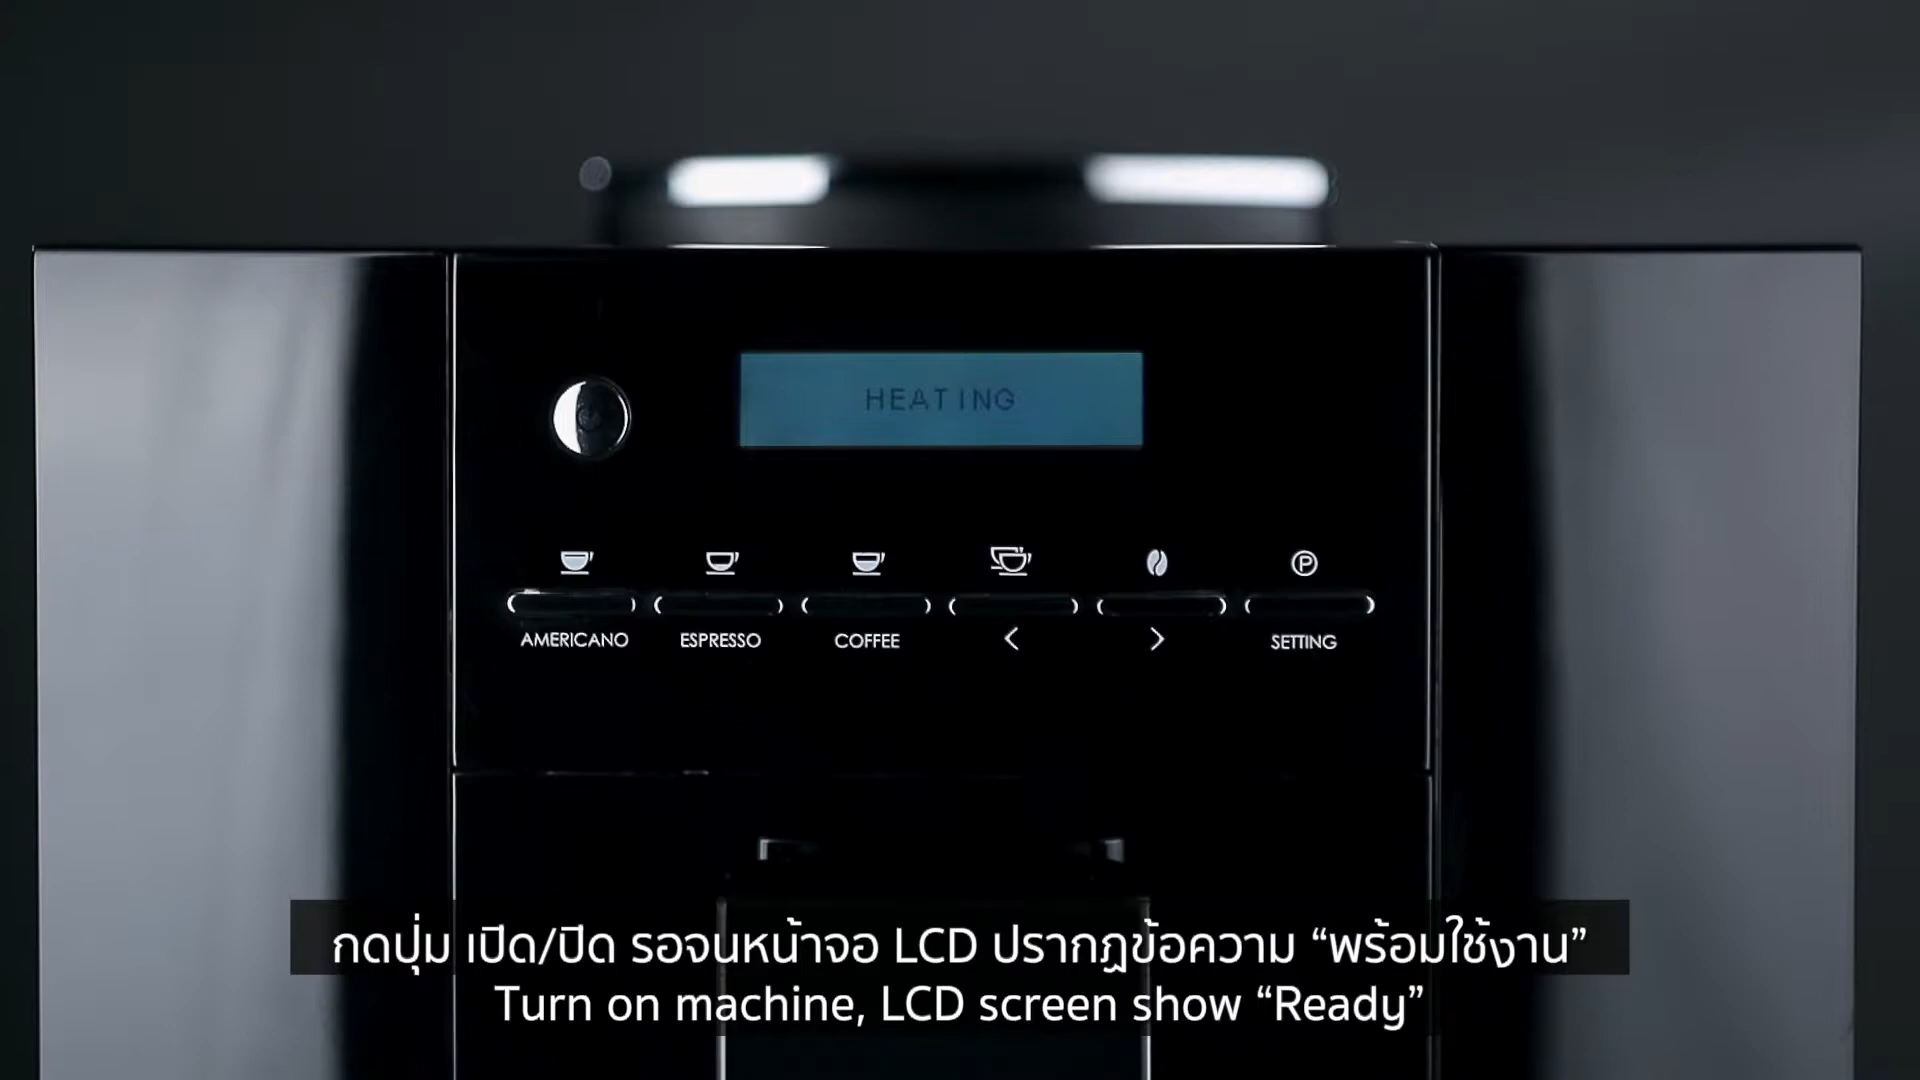 HEATING
AMERICANO ESPRESSO COFFEE < > SETTING
กดปุ่ม เปิด/ปิด รอจนหน้าจอ LCD ปรากฏข้อความ “พร้อมใช้งาน”
Turn on machine, LCD screen show “Ready”